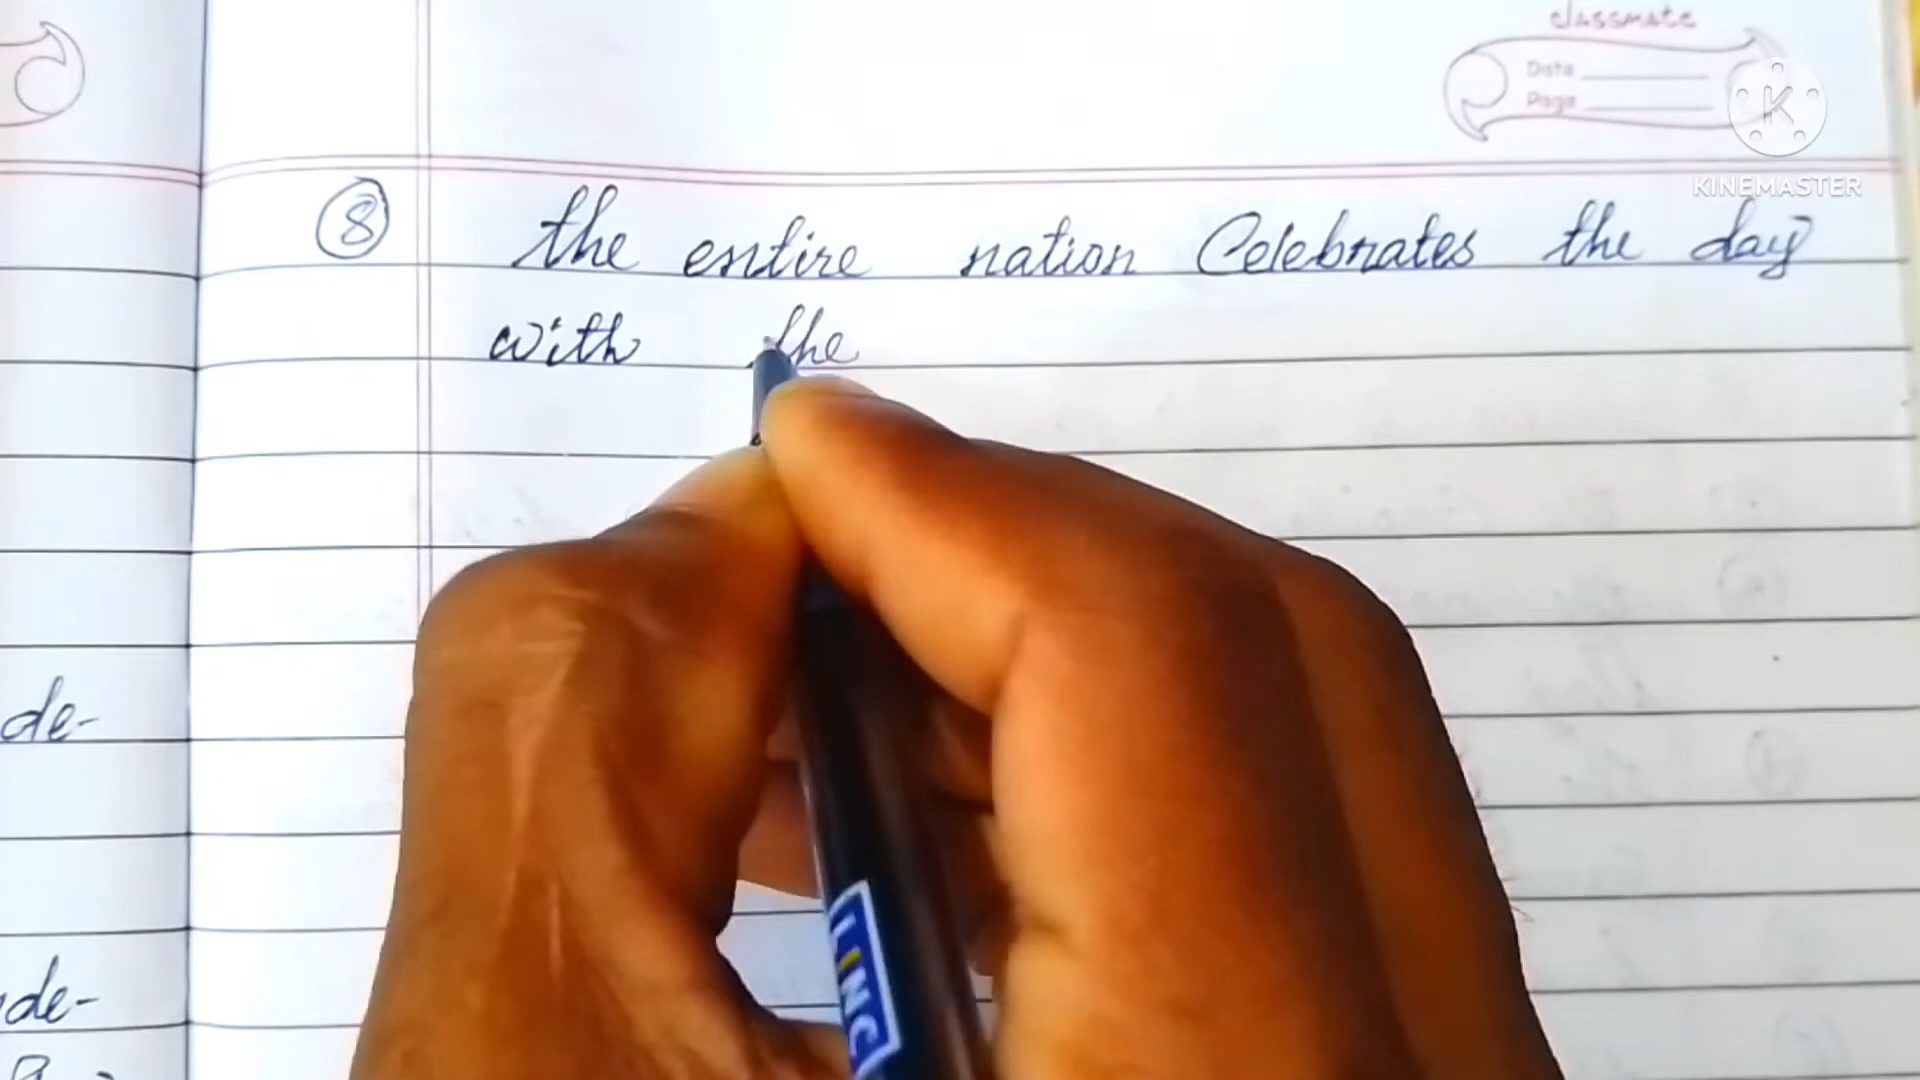 classmate
Date
Page
KINEMASTER
8 the entire nation Celebrates the day
with the
de-
de-
LINC